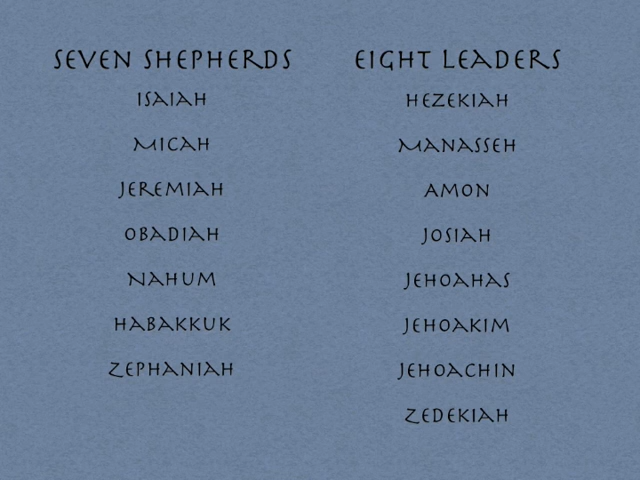 SEVEN SHEPHERDS
ISAIAH
MICAH
JEREMIAH
OBADIAH
NAHUM
HABAKKUK
ZEPHANIAH
EIGHT LEADERS
HEZEKIAH
MANASSEH
AMON
JOSIAH
JEHOAHAS
JEHOAKIM
JEHOACHIN
ZEDEKIAH